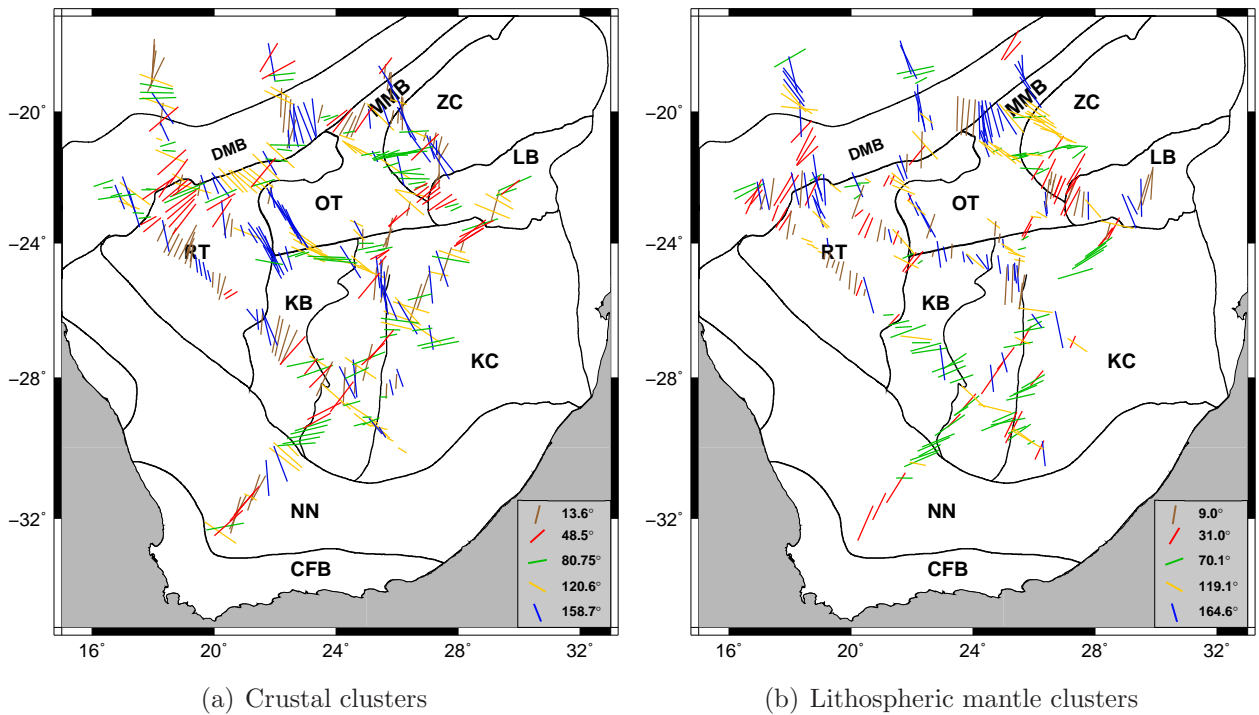 −20° −24° −28° −32°
16° 20° 24° 28° 32°
MMB
ZC
DMB
LB
OT
RT
KB
KC
NN
CFB
13.6°
48.5°
80.75°
120.6°
158.7°
(a) Crustal clusters
−20° −24° −28° −32°
16° 20° 24° 28° 32°
MMB
ZC
DMB
LB
OT
RT
KB
KC
NN
CFB
9.0°
31.0°
70.1°
119.1°
164.6°
(b) Lithospheric mantle clusters